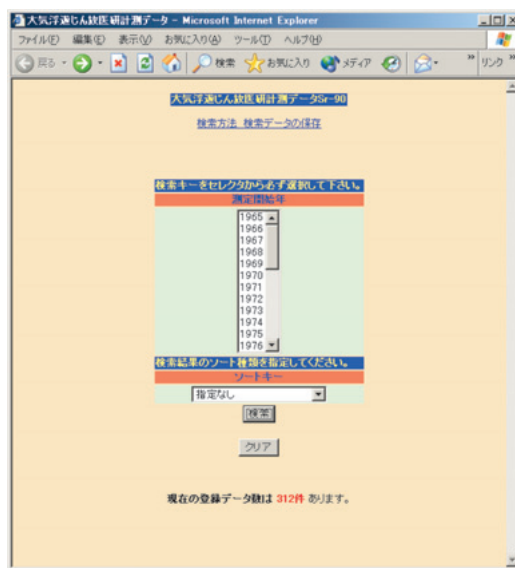 大気浮遊じん放医研計測データ - Microsoft Internet Explorer
ファイル(F) 編集(E) 表示(V) お気に入り(A) ツール(T) ヘルプ(H)
戻る 検索 お気に入り メディア リンク
大気浮遊じん放医研計測データSr-90
検索方法 検索データの保存
検索キーをセレクタから必ず選択して下さい。
測定開始年
1965
1966
1967
1968
1969
1970
1971
1972
1973
1974
1975
1976
検索結果のソート種類を指定してください。
ソートキー
指定なし
検索
クリア
現在の登録データ数は 312件 あります。